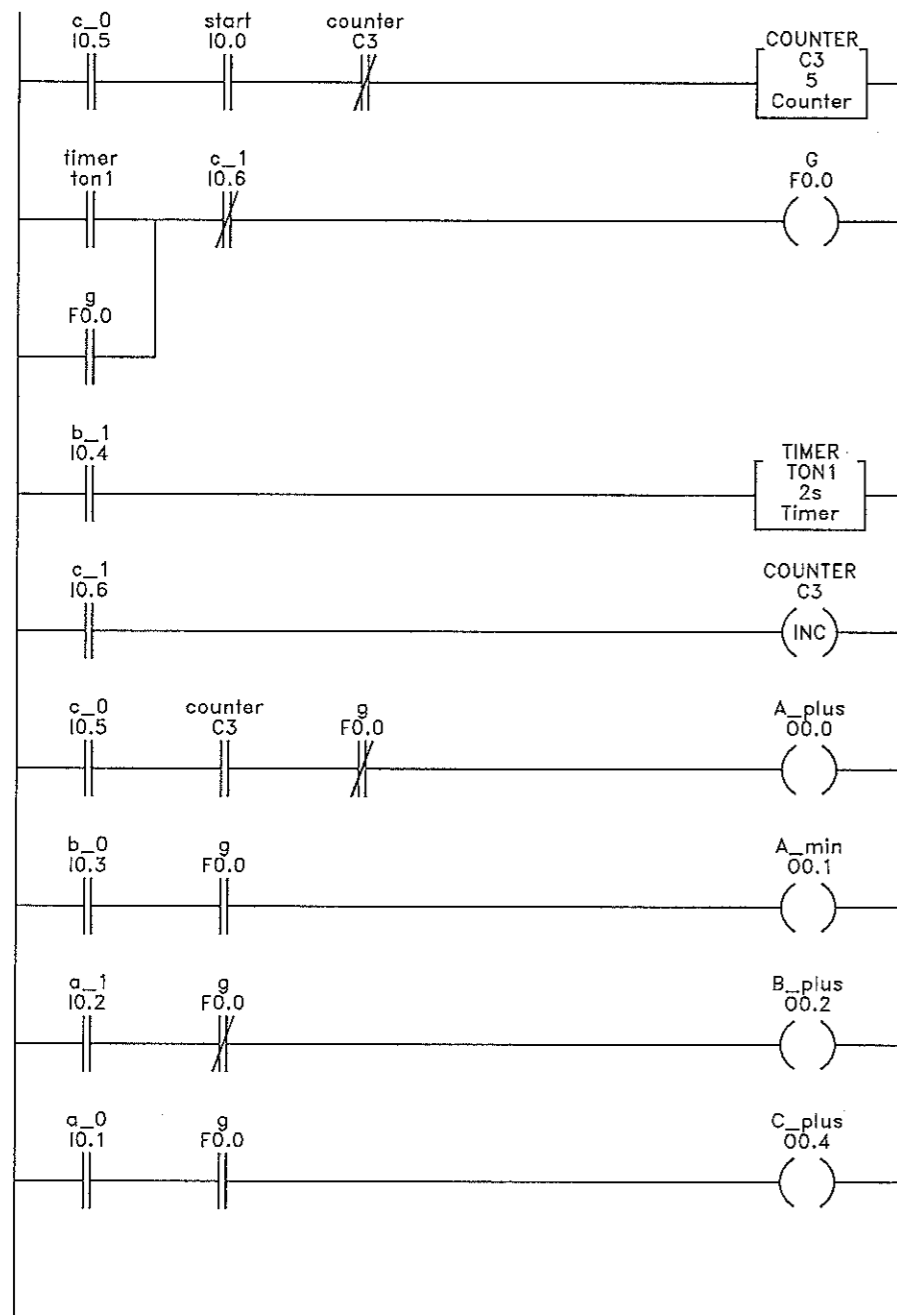 c_0 start counter COUNTER
I0.5 I0.0 C3 C3
5
Counter
timer c_1 G
ton1 I0.6 F0.0
g
F0.0
b_1 TIMER
I0.4 TON1
2s
Timer
c_1 COUNTER
I0.6 C3
INC
c_0 counter g A_plus
I0.5 C3 F0.0 O0.0
b_0 g A_min
I0.3 F0.0 O0.1
a_1 g B_plus
I0.2 F0.0 O0.2
a_0 g C_plus
I0.1 F0.0 O0.4